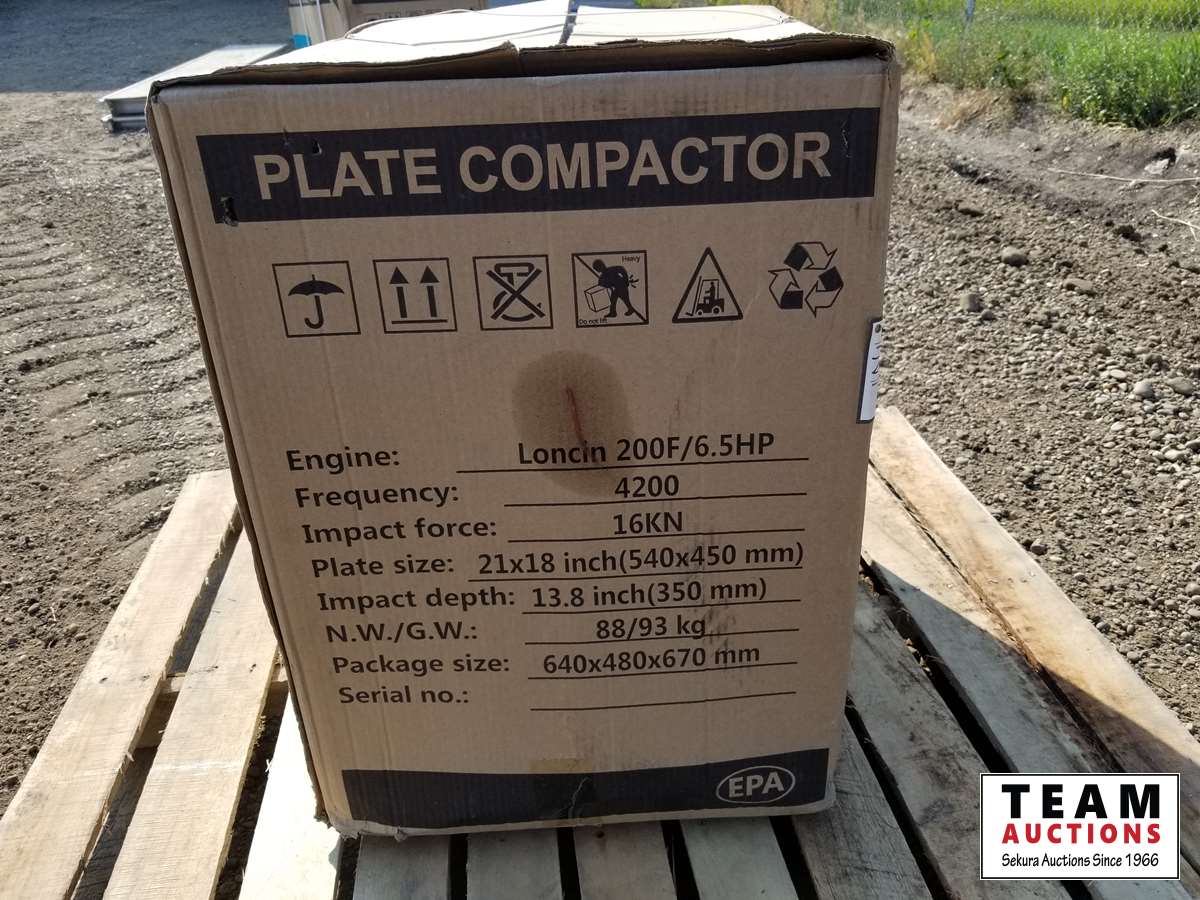 PLATE COMPACTOR
Heavy
Do not lift
Engine: Loncin 200F/6.5HP
Frequency: 4200
Impact force: 16KN
Plate size: 21x18 inch(540x450 mm)
Impact depth: 13.8 inch(350 mm)
N.W./G.W.: 88/93 kg
Package size: 640x480x670 mm
Serial no.:
EPA
TEAM
AUCTIONS
Sekura Auctions Since 1966